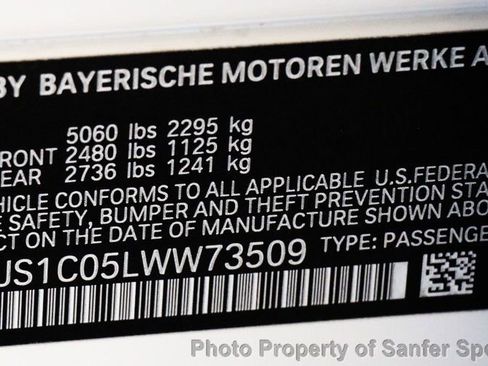 BY BAYERISCHE MOTOREN WERKE A
5060 lbs 2295 kg
FRONT 2480 lbs 1125 kg
EAR 2736 lbs 1241 kg
HICLE CONFORMS TO ALL APPLICABLE U.S.FEDERA
E SAFETY, BUMPER AND THEFT PREVENTION STA
CT ON THE DATE OF MANUFACTURE SHOWN ABO
US1C05LWW73509 TYPE: PASSENGE
Photo Property of Sanfer Spo